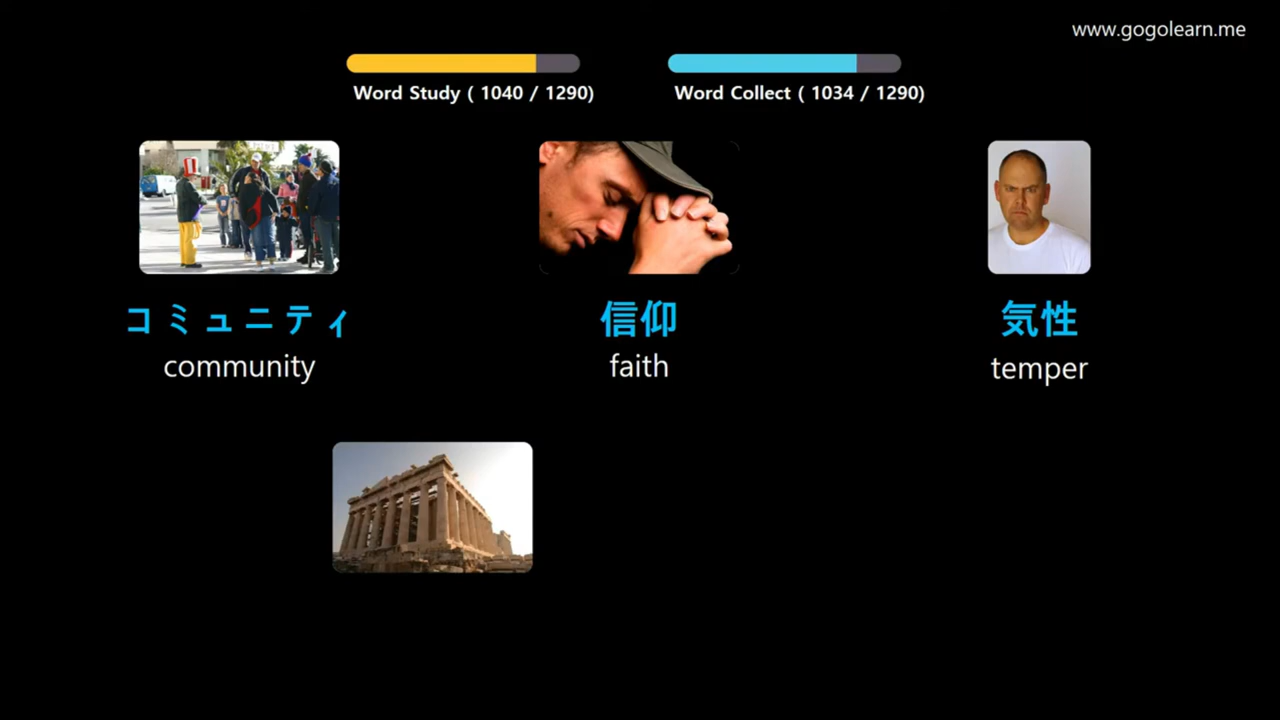 www.gogolearn.me
Word Study ( 1040 / 1290)
Word Collect ( 1034 / 1290)
コミュニティ
信仰
気性
community
faith
temper